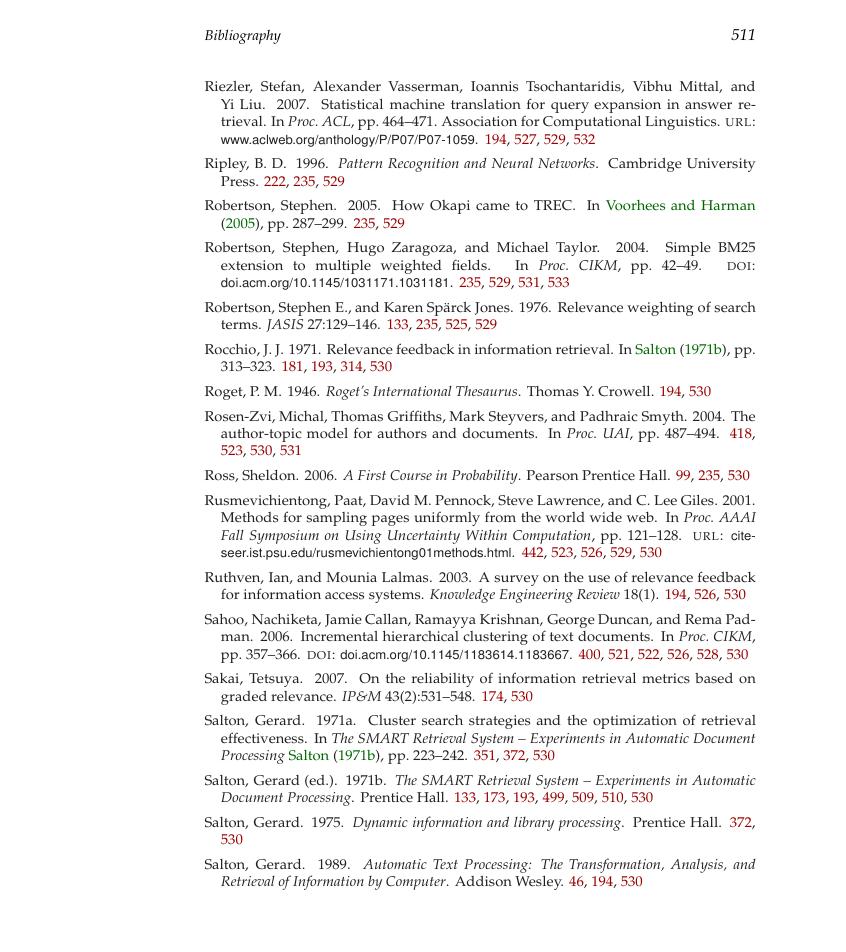 Bibliography 511
Riezler, Stefan, Alexander Vasserman, Ioannis Tsochantaridis, Vibhu Mittal, and
Yi Liu. 2007. Statistical machine translation for query expansion in answer re-
trieval. In Proc. ACL, pp. 464–471. Association for Computational Linguistics. URL:
www.aclweb.org/anthology/P/P07/P07-1059. 194, 527, 529, 532
Ripley, B. D. 1996. Pattern Recognition and Neural Networks. Cambridge University
Press. 222, 235, 529
Robertson, Stephen. 2005. How Okapi came to TREC. In Voorhees and Harman
(2005), pp. 287–299. 235, 529
Robertson, Stephen, Hugo Zaragoza, and Michael Taylor. 2004. Simple BM25
extension to multiple weighted fields. In Proc. CIKM, pp. 42–49. DOI:
doi.acm.org/10.1145/1031171.1031181. 235, 529, 531, 533
Robertson, Stephen E., and Karen Spärck Jones. 1976. Relevance weighting of search
terms. JASIS 27:129–146. 133, 235, 525, 529
Rocchio, J. J. 1971. Relevance feedback in information retrieval. In Salton (1971b), pp.
313–323. 181, 193, 314, 530
Roget, P. M. 1946. Roget's International Thesaurus. Thomas Y. Crowell. 194, 530
Rosen-Zvi, Michal, Thomas Griffiths, Mark Steyvers, and Padhraic Smyth. 2004. The
author-topic model for authors and documents. In Proc. UAI, pp. 487–494. 418,
523, 530, 531
Ross, Sheldon. 2006. A First Course in Probability. Pearson Prentice Hall. 99, 235, 530
Rusmevichientong, Paat, David M. Pennock, Steve Lawrence, and C. Lee Giles. 2001.
Methods for sampling pages uniformly from the world wide web. In Proc. AAAI
Fall Symposium on Using Uncertainty Within Computation, pp. 121–128. URL: cite-
seer.ist.psu.edu/rusmevichientong01methods.html. 442, 523, 526, 529, 530
Ruthven, Ian, and Mounia Lalmas. 2003. A survey on the use of relevance feedback
for information access systems. Knowledge Engineering Review 18(1). 194, 526, 530
Sahoo, Nachiketa, Jamie Callan, Ramayya Krishnan, George Duncan, and Rema Pad-
man. 2006. Incremental hierarchical clustering of text documents. In Proc. CIKM,
pp. 357–366. DOI: doi.acm.org/10.1145/1183614.1183667. 400, 521, 522, 526, 528, 530
Sakai, Tetsuya. 2007. On the reliability of information retrieval metrics based on
graded relevance. IP&M 43(2):531–548. 174, 530
Salton, Gerard. 1971a. Cluster search strategies and the optimization of retrieval
effectiveness. In The SMART Retrieval System – Experiments in Automatic Document
Processing Salton (1971b), pp. 223–242. 351, 372, 530
Salton, Gerard (ed.). 1971b. The SMART Retrieval System – Experiments in Automatic
Document Processing. Prentice Hall. 133, 173, 193, 499, 509, 510, 530
Salton, Gerard. 1975. Dynamic information and library processing. Prentice Hall. 372,
530
Salton, Gerard. 1989. Automatic Text Processing: The Transformation, Analysis, and
Retrieval of Information by Computer. Addison Wesley. 46, 194, 530